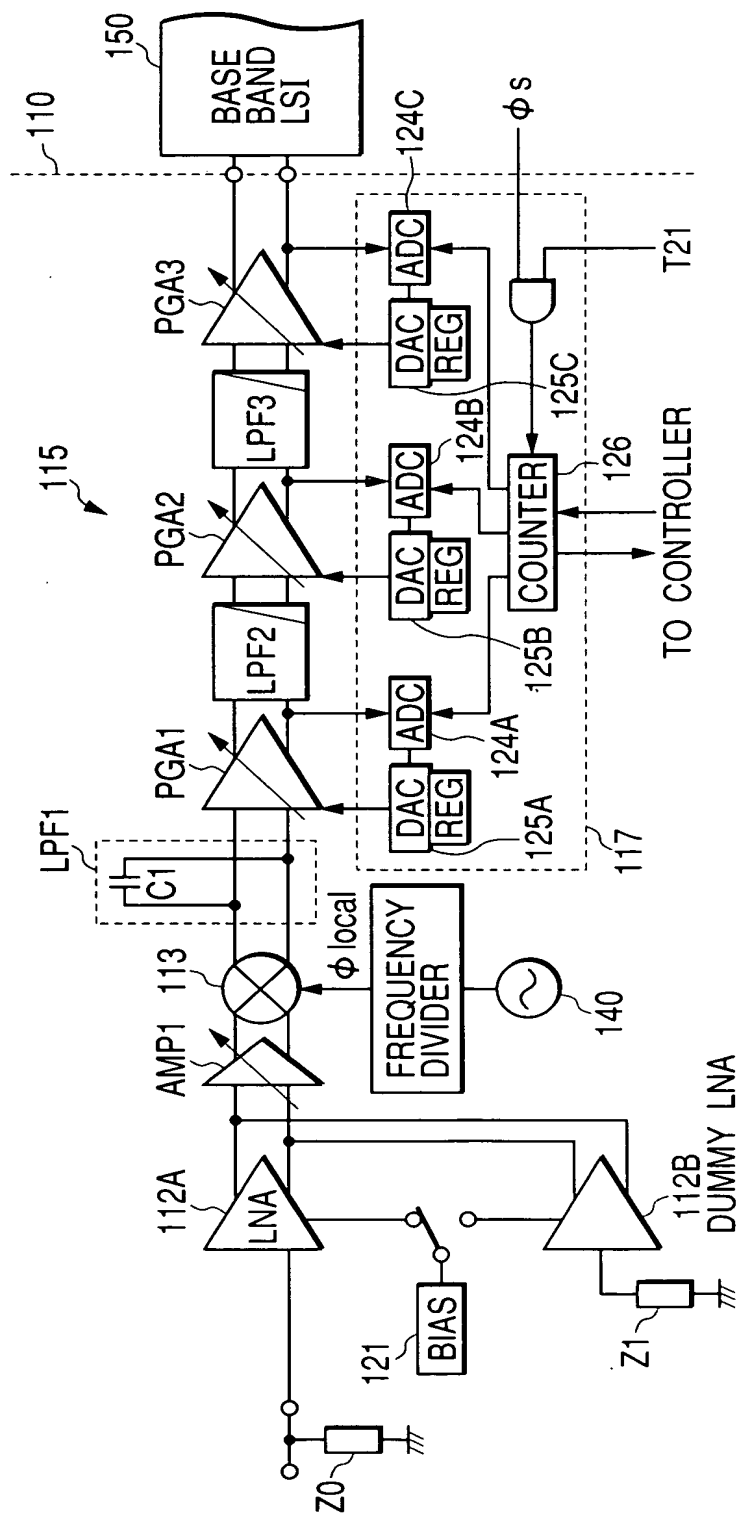 115
110
150
BASE
BAND
LSI
LPF1
C1
PGA1
LPF2
PGA2
LPF3
PGA3
112A
LNA
AMP1
113
ϕ local
FREQUENCY
DIVIDER
140
Z0
121
BIAS
Z1
112B
DUMMY LNA
DAC
REG
125A
ADC
124A
DAC
REG
125B
ADC
124B
DAC
REG
125C
ADC
124C
117
COUNTER
126
ϕ s
T21
TO CONTROLLER